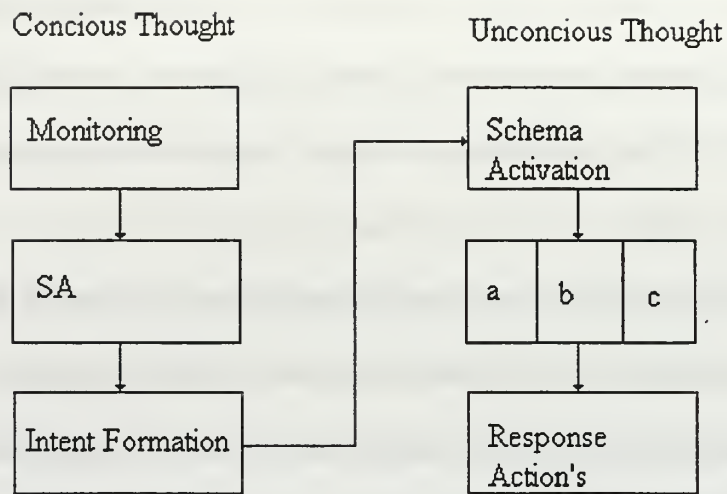 Concious Thought
Monitoring
SA
Intent Formation
Unconcious Thought
Schema
Activation
a b c
Response
Action's